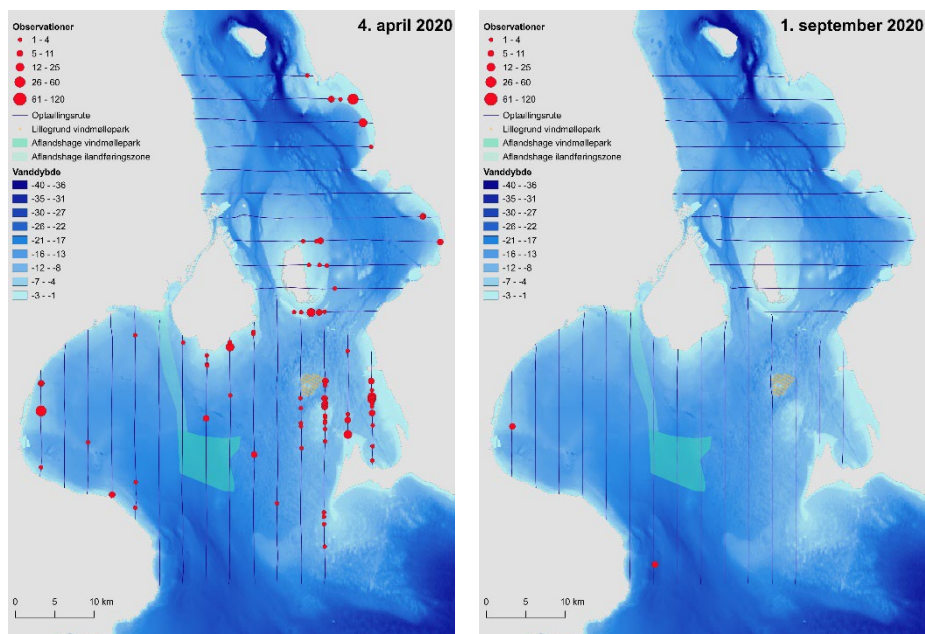 4. april 2020
Observationer
1 - 4
5 - 11
12 - 25
26 - 60
61 - 120
Optællingsrute
Lillegrund vindmøllepark
Aflandshage vindmøllepark
Aflandshage ilandføringszone
Vanddybde
-40 - -36
-35 - -31
-30 - -27
-26 - -22
-21 - -17
-16 - -13
-12 - -8
-7 - -4
-3 - -1
0 5 10 km
1. september 2020
Observationer
1 - 4
5 - 11
12 - 25
26 - 60
61 - 120
Optællingsrute
Lillegrund vindmøllepark
Aflandshage vindmøllepark
Aflandshage ilandføringszone
Vanddybde
-40 - -36
-35 - -31
-30 - -27
-26 - -22
-21 - -17
-16 - -13
-12 - -8
-7 - -4
-3 - -1
0 5 10 km